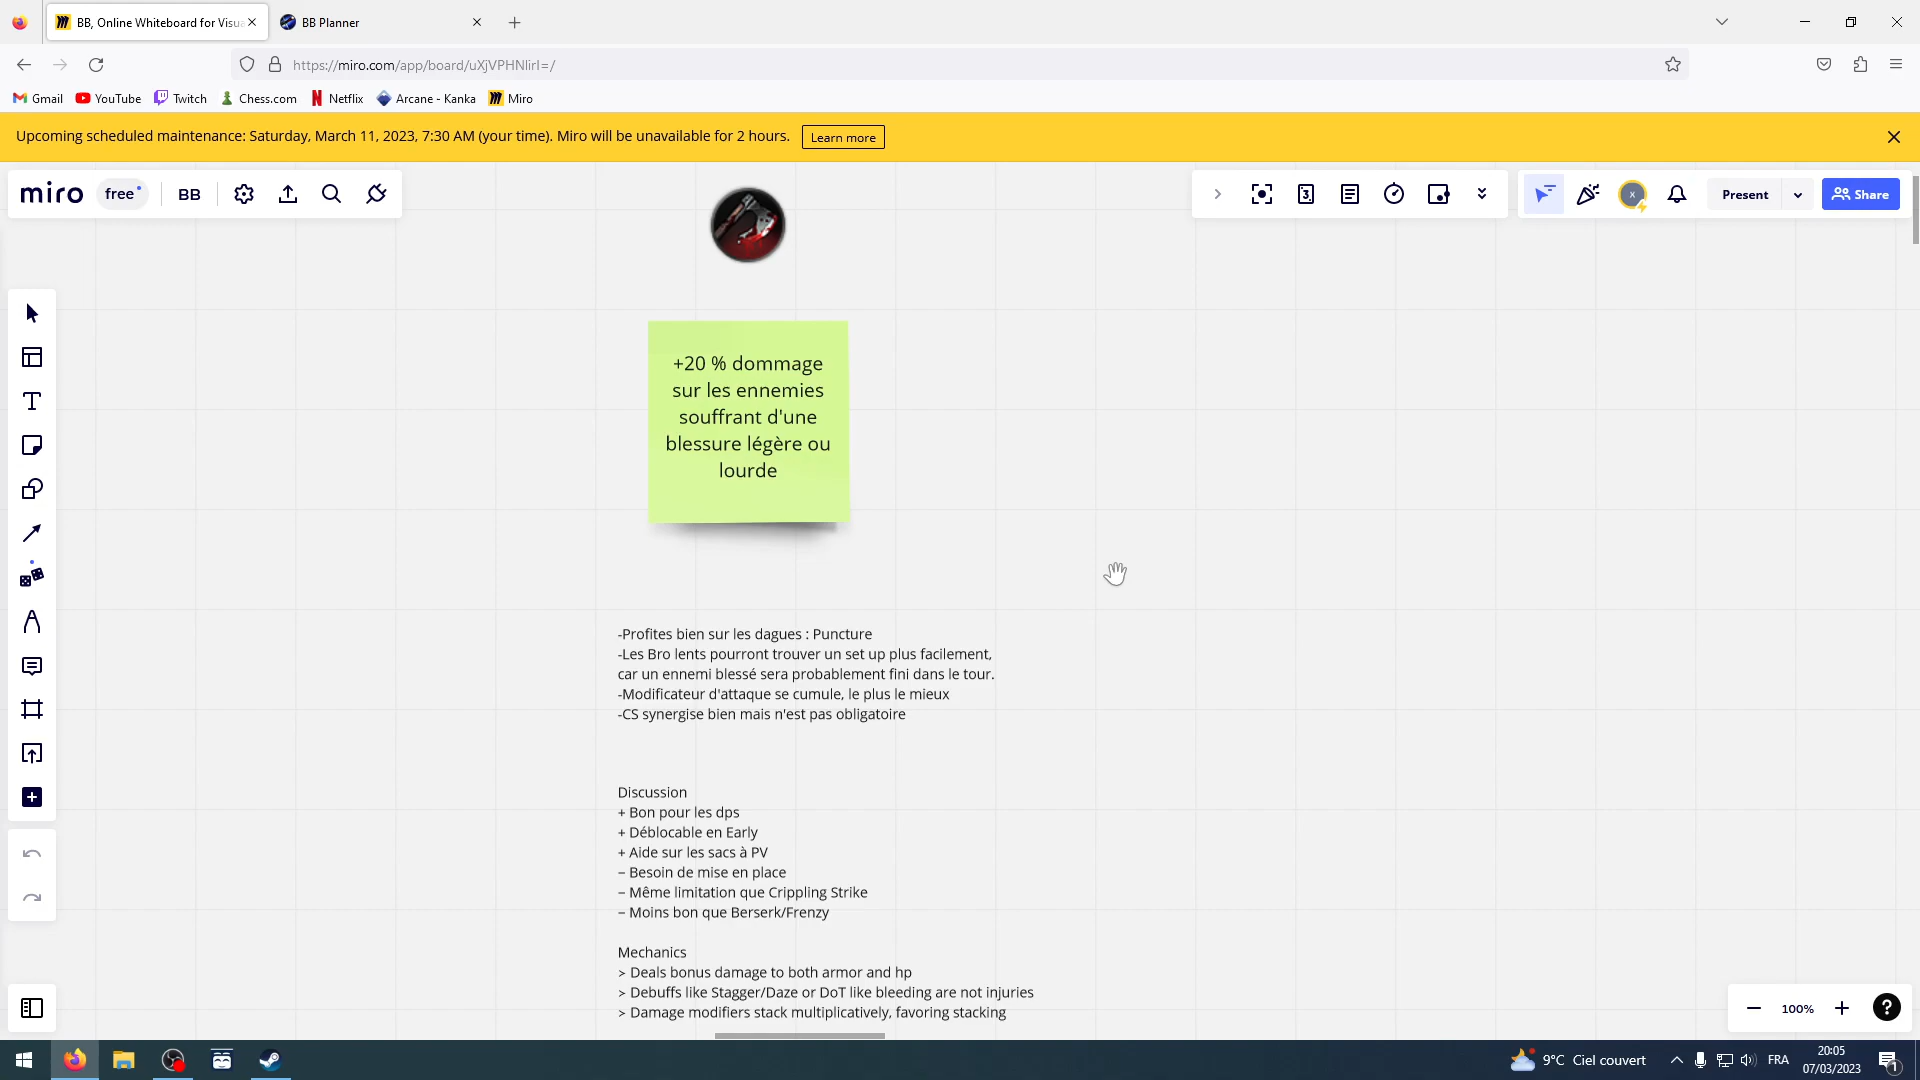 BB, Online Whiteboard for Visua
BB Planner
https://miro.com/app/board/uXjVPHNlirI=/
Gmail
YouTube
Twitch
Chess.com
Netflix
Arcane - Kanka
Miro
Upcoming scheduled maintenance: Saturday, March 11, 2023, 7:30 AM (your time). Miro will be unavailable for 2 hours.
Learn more
miro
free
BB
Present
Share
+20 % dommage
sur les ennemies
souffrant d'une
blessure légère ou
lourde
-Profites bien sur les dagues : Puncture
-Les Bro lents pourront trouver un set up plus facilement,
car un ennemi blessé sera probablement fini dans le tour.
-Modificateur d'attaque se cumule, le plus le mieux
-CS synergise bien mais n'est pas obligatoire
Discussion
+ Bon pour les dps
+ Déblocable en Early
+ Aide sur les sacs à PV
− Besoin de mise en place
− Même limitation que Crippling Strike
− Moins bon que Berserk/Frenzy
Mechanics
> Deals bonus damage to both armor and hp
> Debuffs like Stagger/Daze or DoT like bleeding are not injuries
> Damage modifiers stack multiplicatively, favoring stacking
100%
9°C Ciel couvert
FRA
20:05
07/03/2023
1